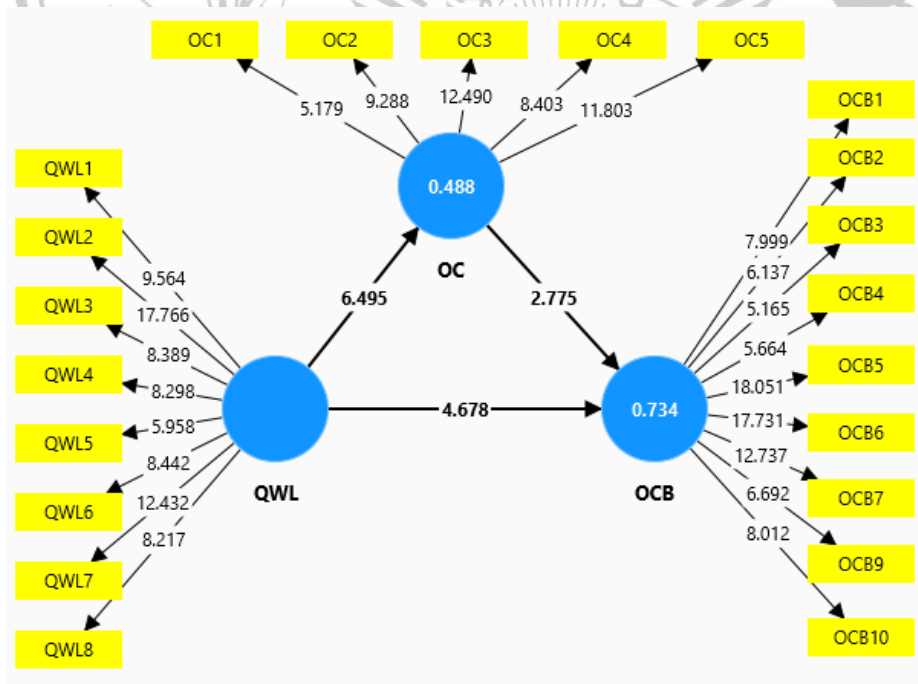 OC1 OC2 OC3 OC4 OC5
5.179 9.288 12.490 8.403 11.803
0.488
OC
QWL1
QWL2
QWL3
QWL4
QWL5
QWL6
QWL7
QWL8
9.564
17.766
8.389
8.298
5.958
8.442
12.432
8.217
6.495
2.775
4.678
QWL
0.734
OCB
7.999
6.137
5.165
5.664
18.051
17.731
12.737
6.692
8.012
OCB1
OCB2
OCB3
OCB4
OCB5
OCB6
OCB7
OCB9
OCB10